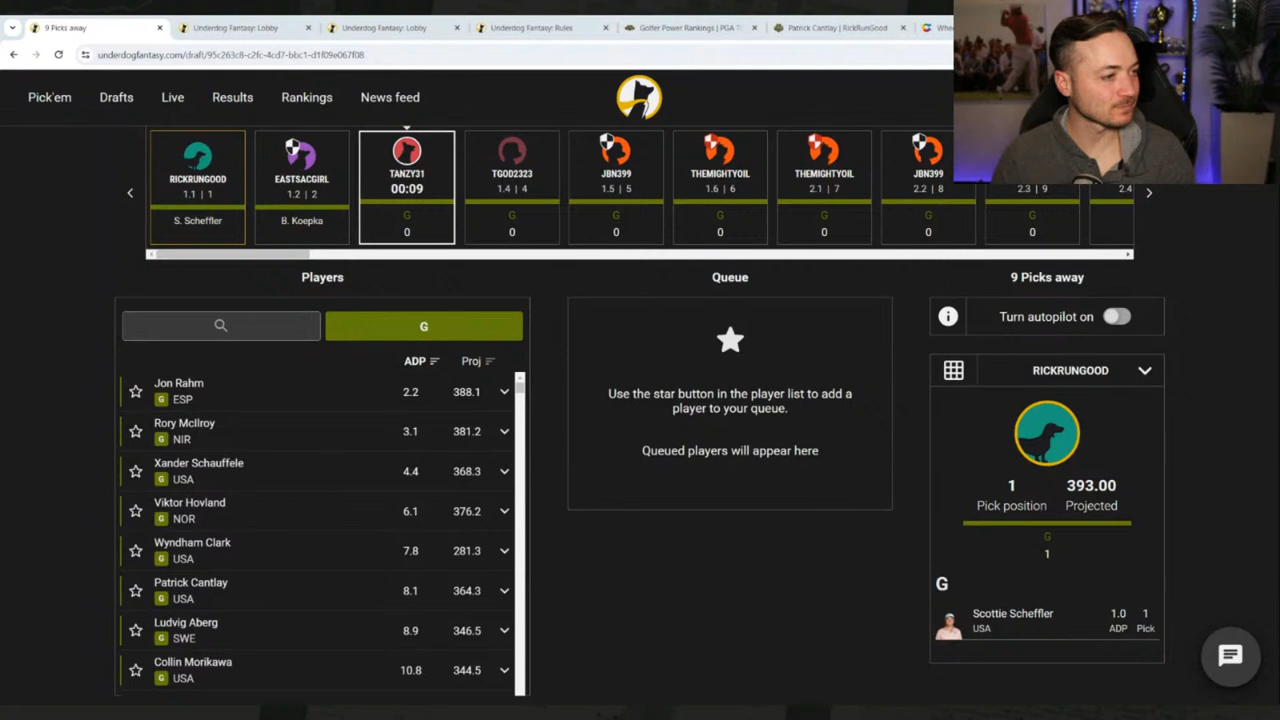 9 Picks away
Underdog Fantasy: Lobby
Underdog Fantasy: Lobby
Underdog Fantasy: Rules
Golfer Power Rankings | PGA T
Patrick Cantlay | RickRunGood
Whe
underdogfantasy.com/draft/95c263c8-c2fc-4cd7-bbc1-d1f09e067f08
Pick'em
Drafts
Live
Results
Rankings
News feed
RICKRUNGOOD
1.1 | 1
S. Scheffler
EASTSACGIRL
1.2 | 2
B. Koepka
TANZY31
00:09
G
0
TGOD2323
1.4 | 4
G
0
JBN399
1.5 | 5
G
0
THEMIGHTYOIL
1.6 | 6
G
0
THEMIGHTYOIL
2.1 | 7
G
0
JBN399
2.2 | 8
G
0
2.3 | 9
G
0
2.4
Players
Queue
9 Picks away
G
ADP
Proj
Jon Rahm
G ESP
2.2
388.1
Rory McIlroy
G NIR
3.1
381.2
Xander Schauffele
G USA
4.4
368.3
Viktor Hovland
G NOR
6.1
376.2
Wyndham Clark
G USA
7.8
281.3
Patrick Cantlay
G USA
8.1
364.3
Ludvig Aberg
G SWE
8.9
346.5
Collin Morikawa
G USA
10.8
344.5
Use the star button in the player list to add a
player to your queue.
Queued players will appear here
Turn autopilot on
RICKRUNGOOD
1
Pick position
393.00
Projected
G
1
G
Scottie Scheffler
USA
1.0
ADP
1
Pick